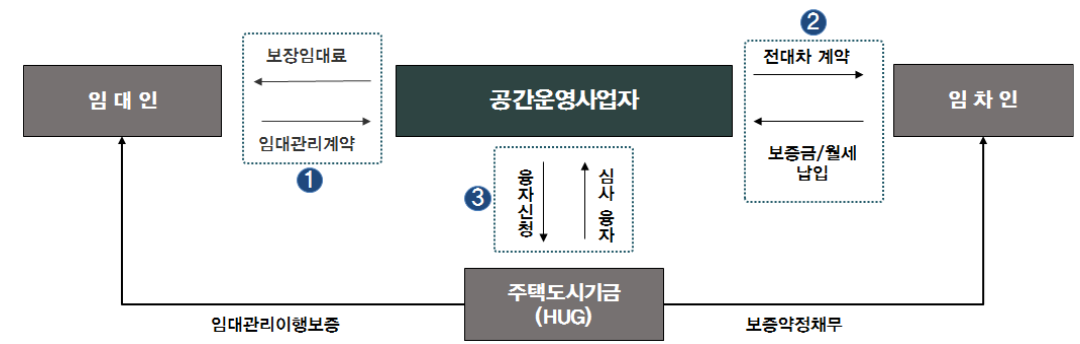 보장임대료
임대관리계약
❶
임 대 인
공간운영사업자
❷
전대차 계약
보증금/월세
납입
임 차 인
❸
융자신청
심사 융자
주택도시기금
(HUG)
임대관리이행보증
보증약정채무